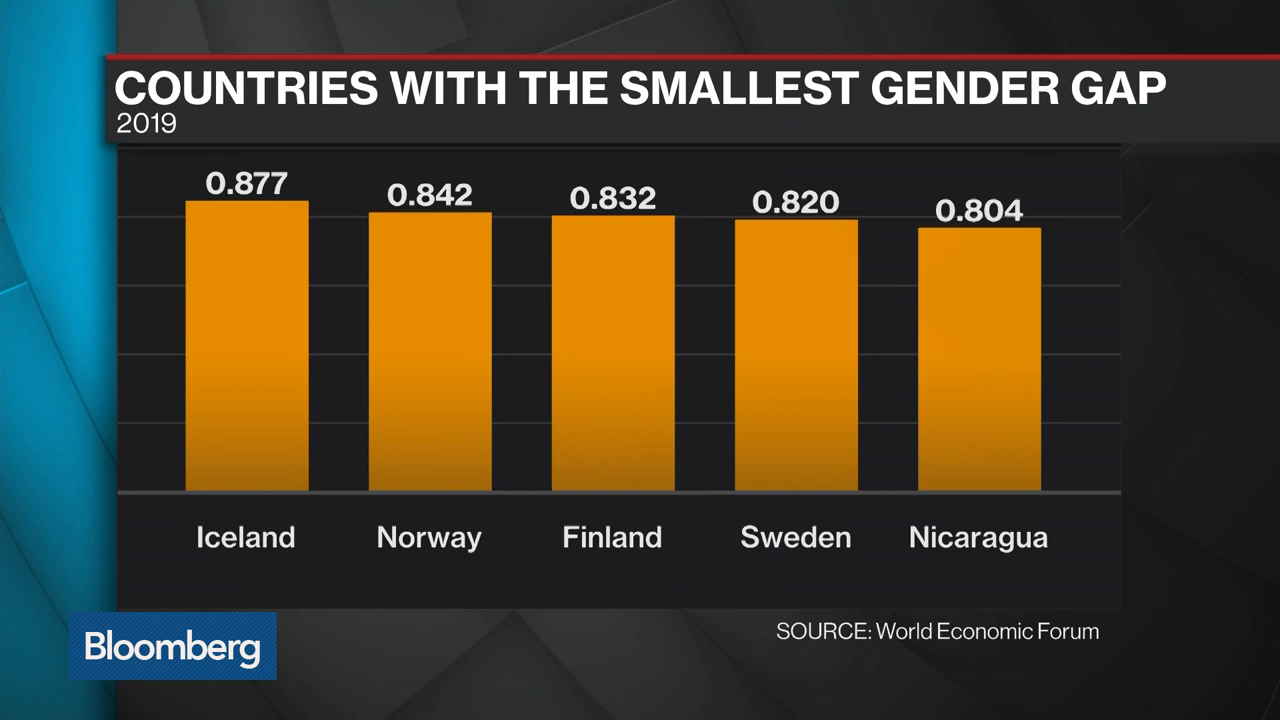 COUNTRIES WITH THE SMALLEST GENDER GAP
2019
0.877
0.842
0.832
0.820
0.804
Iceland
Norway
Finland
Sweden
Nicaragua
SOURCE: World Economic Forum
Bloomberg